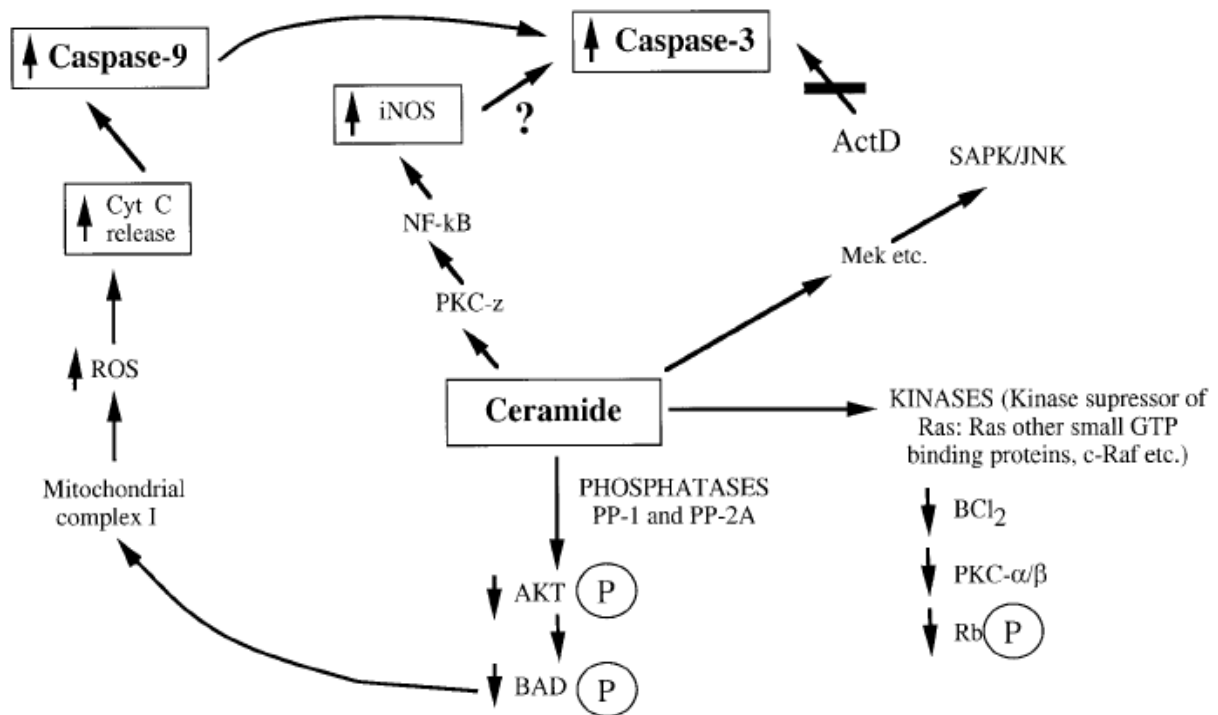 Caspase-9
Caspase-3
iNOS
?
ActD
SAPK/JNK
Cyt C
release
NF-kB
Mek etc.
PKC-z
ROS
Ceramide
KINASES (Kinase supressor of
Ras: Ras other small GTP
binding proteins, c-Raf etc.)
Mitochondrial
complex I
PHOSPHATASES
PP-1 and PP-2A
BCl2
AKT P
PKC-α/β
Rb P
BAD P